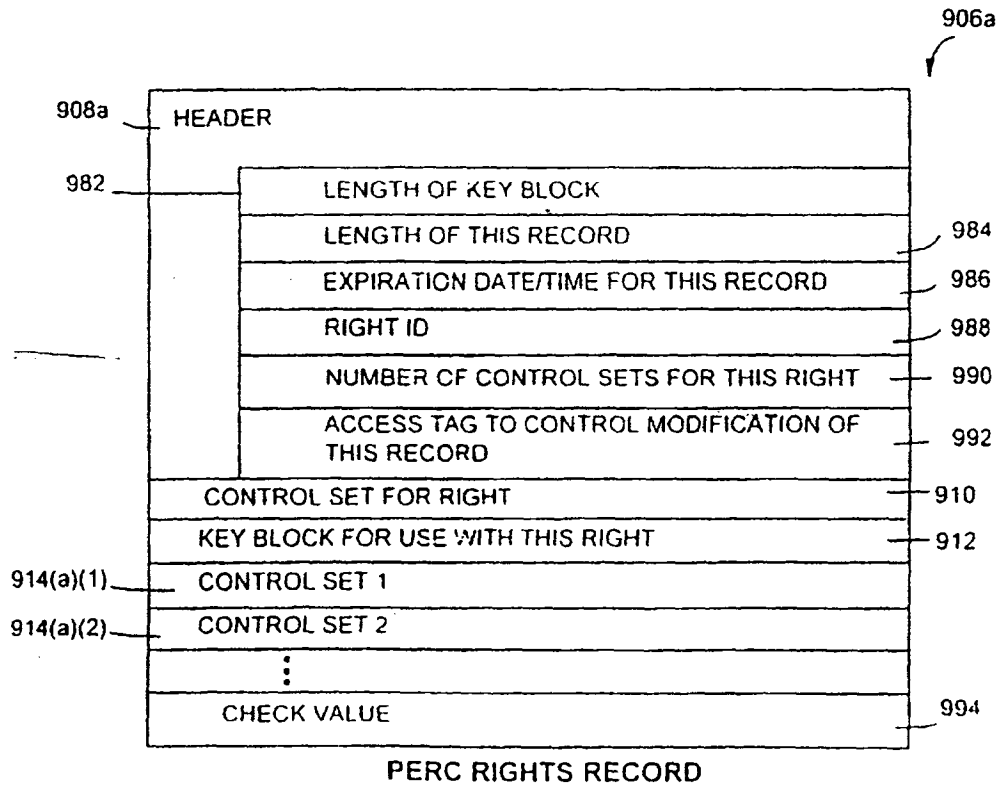 906a
908a HEADER
982 LENGTH OF KEY BLOCK
LENGTH OF THIS RECORD 984
EXPIRATION DATE/TIME FOR THIS RECORD 986
RIGHT ID 988
NUMBER OF CONTROL SETS FOR THIS RIGHT 990
ACCESS TAG TO CONTROL MODIFICATION OF
THIS RECORD 992
CONTROL SET FOR RIGHT 910
KEY BLOCK FOR USE WITH THIS RIGHT 912
914(a)(1) CONTROL SET 1
914(a)(2) CONTROL SET 2
⋮
CHECK VALUE 994
PERC RIGHTS RECORD